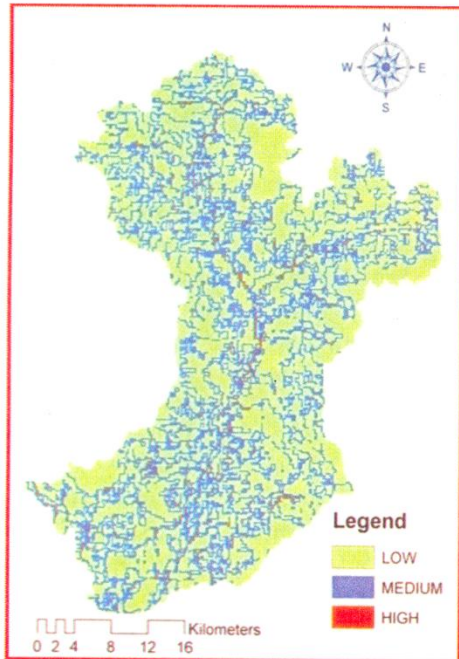 N
W E
S
Legend
LOW
MEDIUM
HIGH
Kilometers
0 2 4 8 12 16